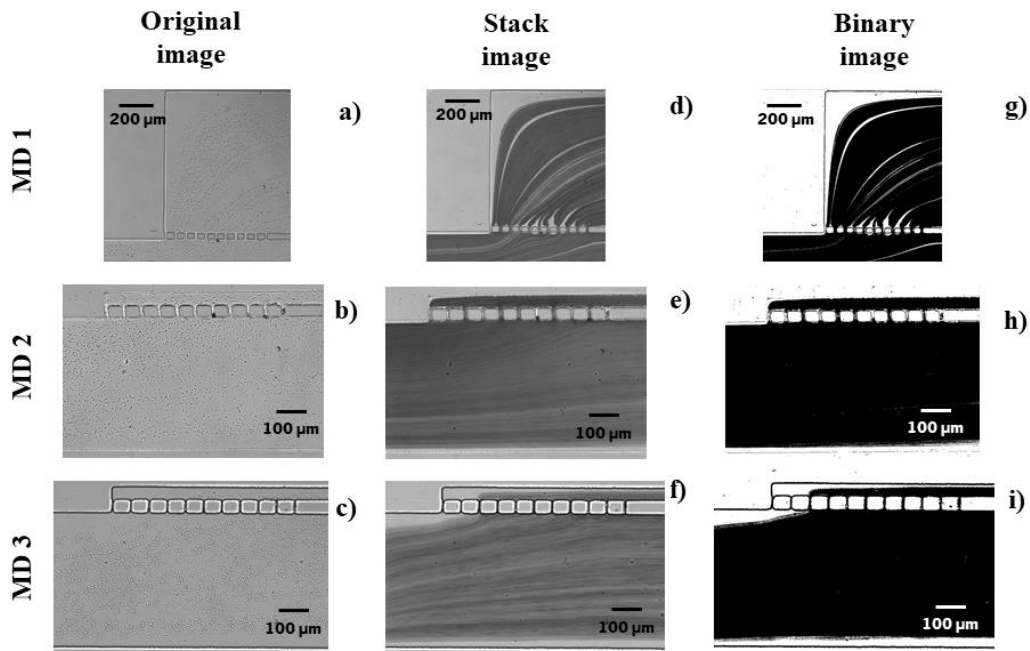 Original
image
Stack
image
Binary
image
MD 1
200 µm
a)
200 µm
d)
200 µm
g)
MD 2
100 µm
b)
100 µm
e)
100 µm
h)
MD 3
100 µm
c)
100 µm
f)
100 µm
i)